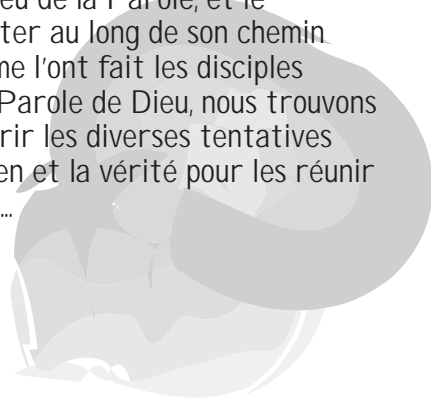 eu de la Parole, et le
ter au long de son chemin
me l'ont fait les disciples
Parole de Dieu, nous trouvons
rir les diverses tentatives
en et la vérité pour les réunir
...